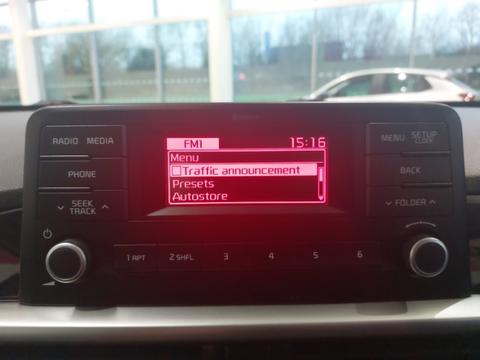 RADIO MEDIA
PHONE
SEEK
TRACK
FM1 15:16
Menu
Traffic announcement
Presets
Autostore
MENU SETUP
CLOCK
BACK
FOLDER
1 RPT 2 SHFL 3 4 5 6